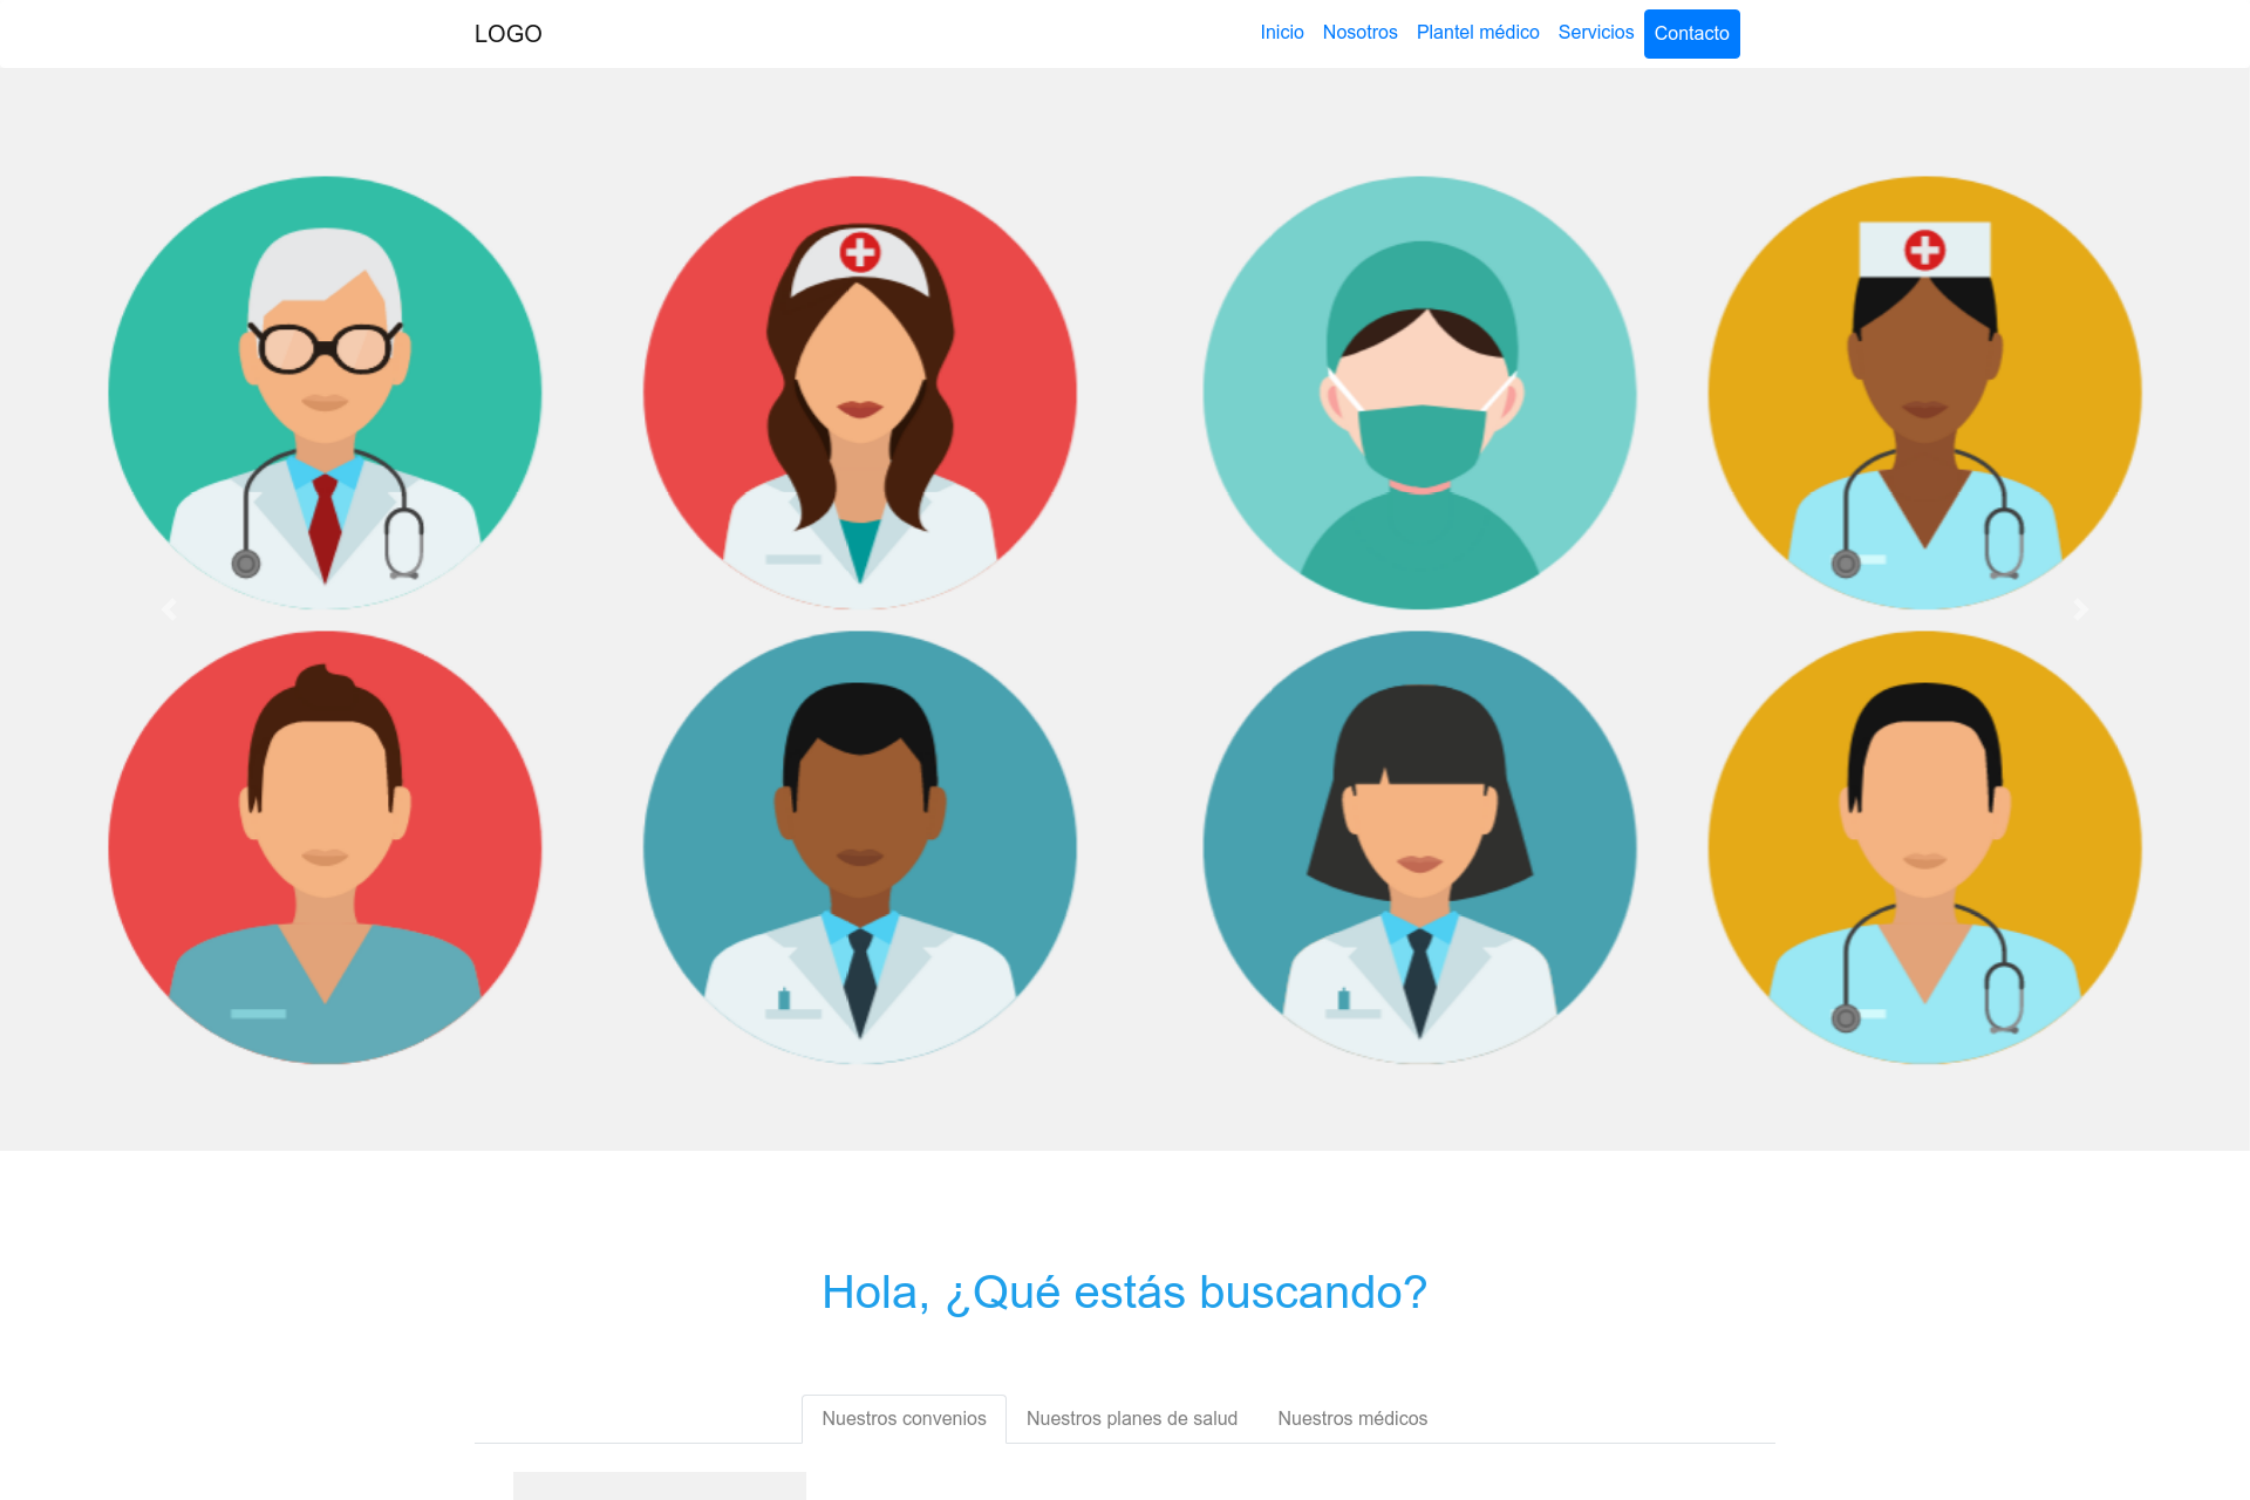 LOGO
Inicio Nosotros Plantel médico Servicios Contacto
Hola, ¿Qué estás buscando?
Nuestros convenios Nuestros planes de salud Nuestros médicos